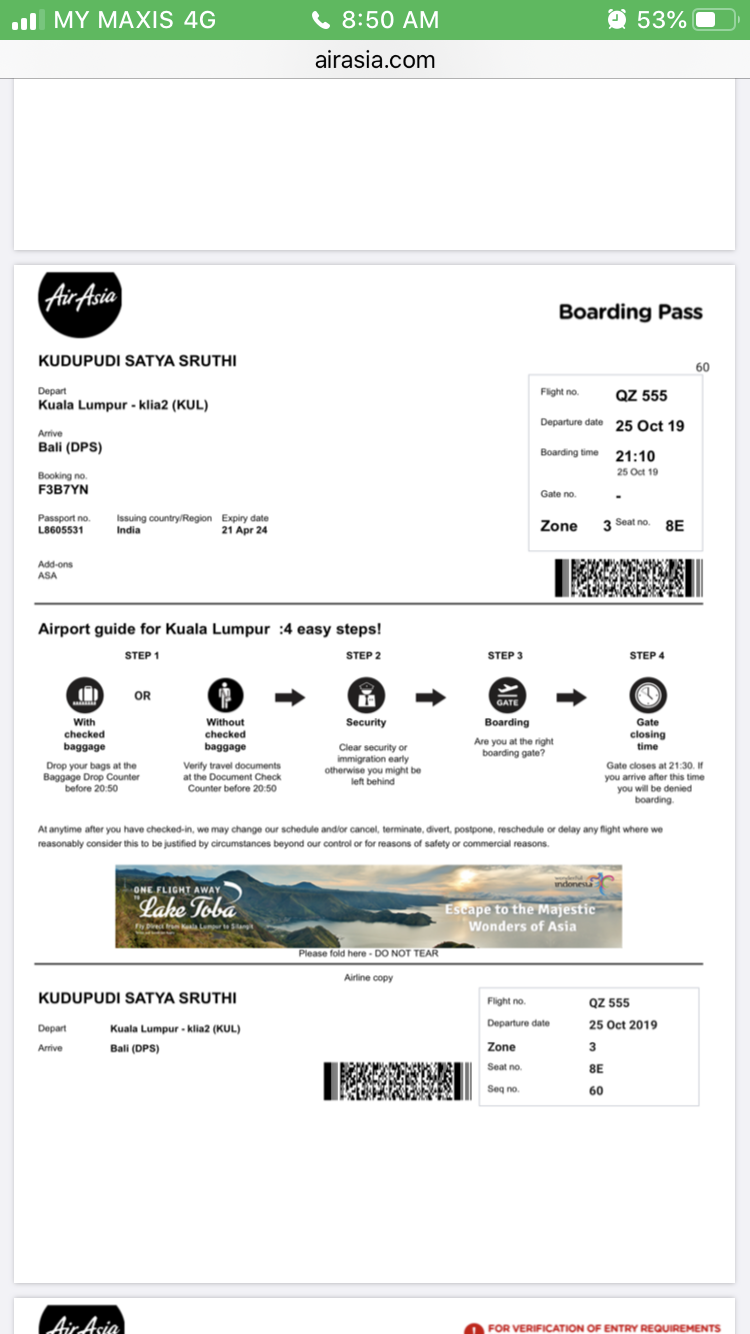 MY MAXIS 4G 8:50 AM 53%
airasia.com
AirAsia
Boarding Pass
KUDUPUDI SATYA SRUTHI
60
Depart
Kuala Lumpur - klia2 (KUL)
Arrive
Bali (DPS)
Booking no.
F3B7YN
Passport no. Issuing country/Region Expiry date
L8605531 India 21 Apr 24
Add-ons
ASA
Flight no. QZ 555
Departure date 25 Oct 19
Boarding time 21:10
25 Oct 19
Gate no. -
Zone 3 Seat no. 8E
Airport guide for Kuala Lumpur :4 easy steps!
STEP 1 STEP 2 STEP 3 STEP 4
OR
GATE
With
checked
baggage
Drop your bags at the
Baggage Drop Counter
before 20:50
Without
checked
baggage
Verify travel documents
at the Document Check
Counter before 20:50
Security
Clear security or
immigration early
otherwise you might be
left behind
Boarding
Are you at the right
boarding gate?
Gate
closing
time
Gate closes at 21:30. If
you arrive after this time
you will be denied
boarding.
At anytime after you have checked-in, we may change our schedule and/or cancel, terminate, divert, postpone, reschedule or delay any flight where we
reasonably consider this to be justified by circumstances beyond our control or for reasons of safety or commercial reasons.
ONE FLIGHT AWAY
TO
Lake Toba
Fly Direct from Kuala Lumpur to Silangit
wonderful
indonesia
Escape to the Majestic
Wonders of Asia
Please fold here - DO NOT TEAR
Airline copy
KUDUPUDI SATYA SRUTHI
Depart Kuala Lumpur - klia2 (KUL)
Arrive Bali (DPS)
Flight no. QZ 555
Departure date 25 Oct 2019
Zone 3
Seat no. 8E
Seq no. 60
AirAsia
! FOR VERIFICATION OF ENTRY REQUIREMENTS